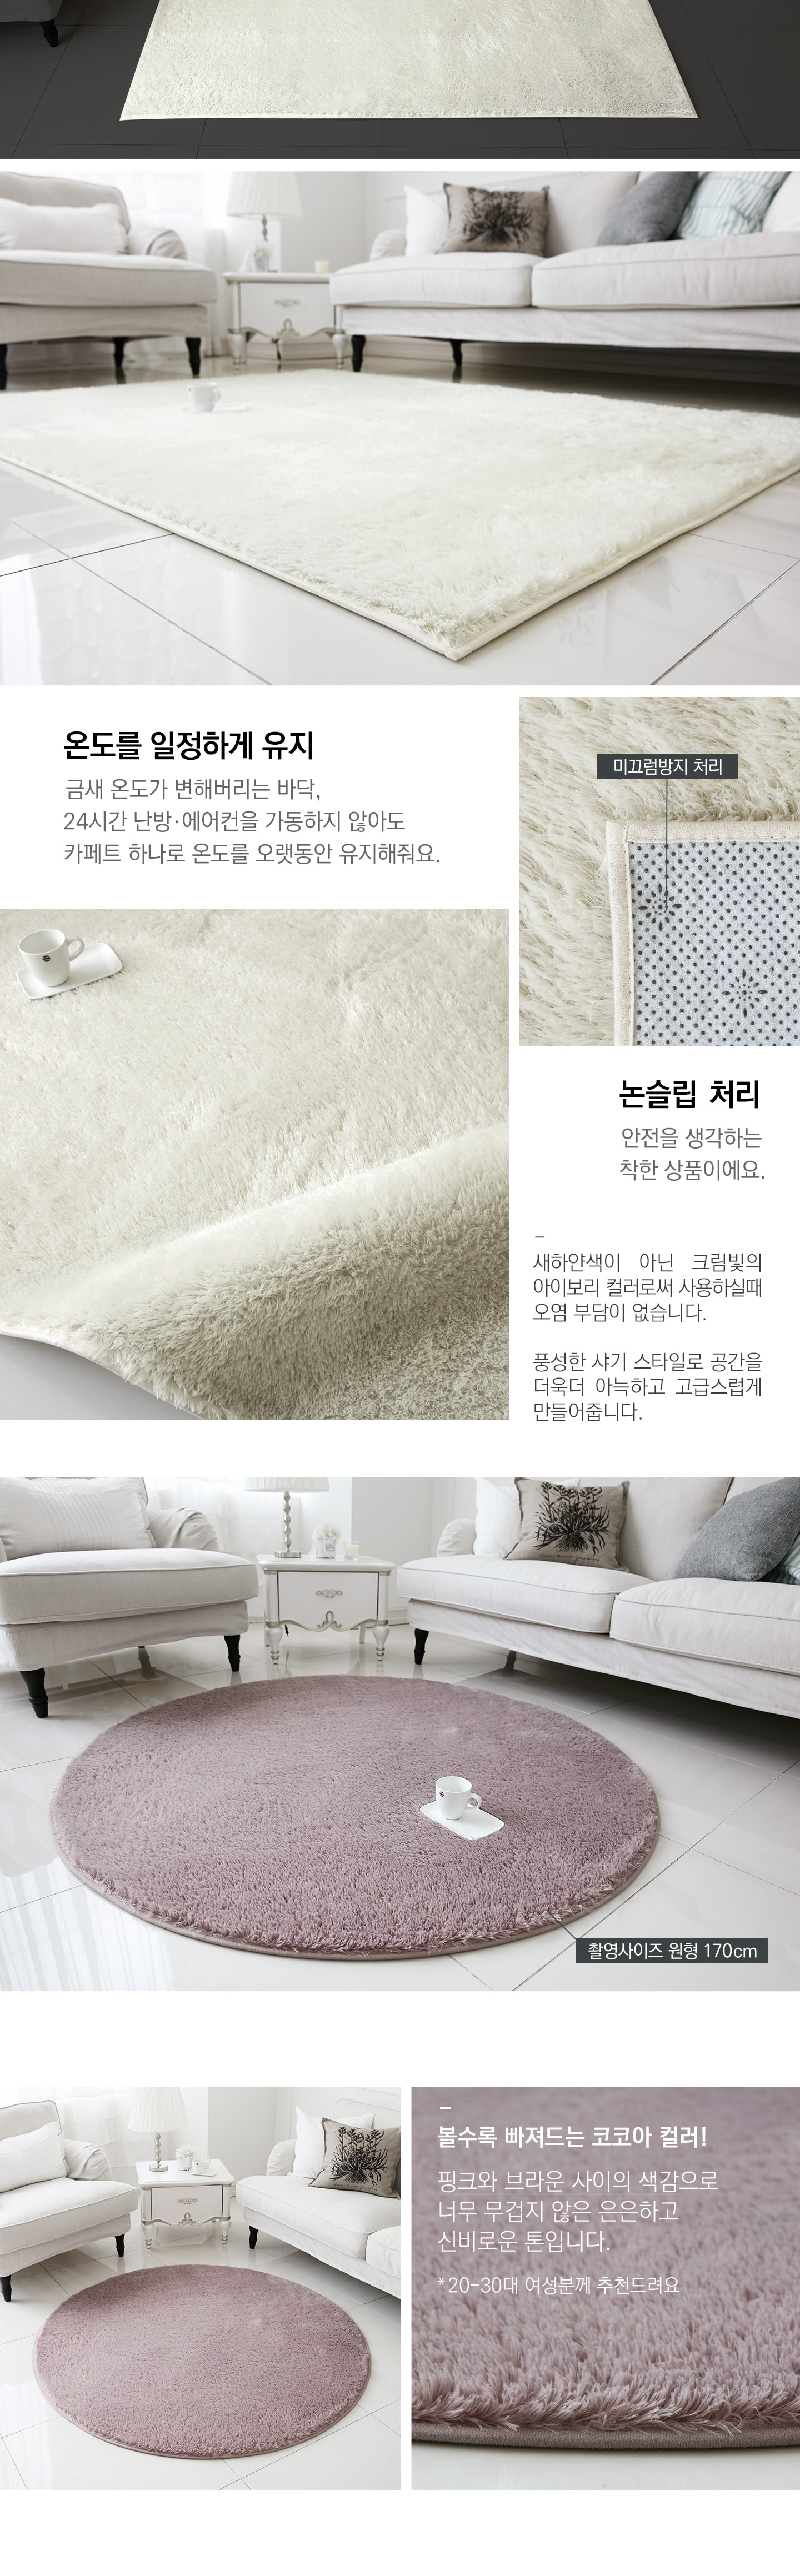 온도를 일정하게 유지
금새 온도가 변해버리는 바닥,
24시간 난방·에어컨을 가동하지 않아도
카페트 하나로 온도를 오랫동안 유지해줘요.
미끄럼방지 처리
논슬립 처리
안전을 생각하는
착한 상품이에요.
새하얀색이 아닌 크림빛의
아이보리 컬러로써 사용하실때
오염 부담이 없습니다.
풍성한 샤기 스타일로 공간을
더욱더 아늑하고 고급스럽게
만들어줍니다.
촬영사이즈 원형 170cm
볼수록 빠져드는 코코아 컬러!
핑크와 브라운 사이의 색감으로
너무 무겁지 않은 은은하고
신비로운 톤입니다.
*20-30대 여성분께 추천드려요